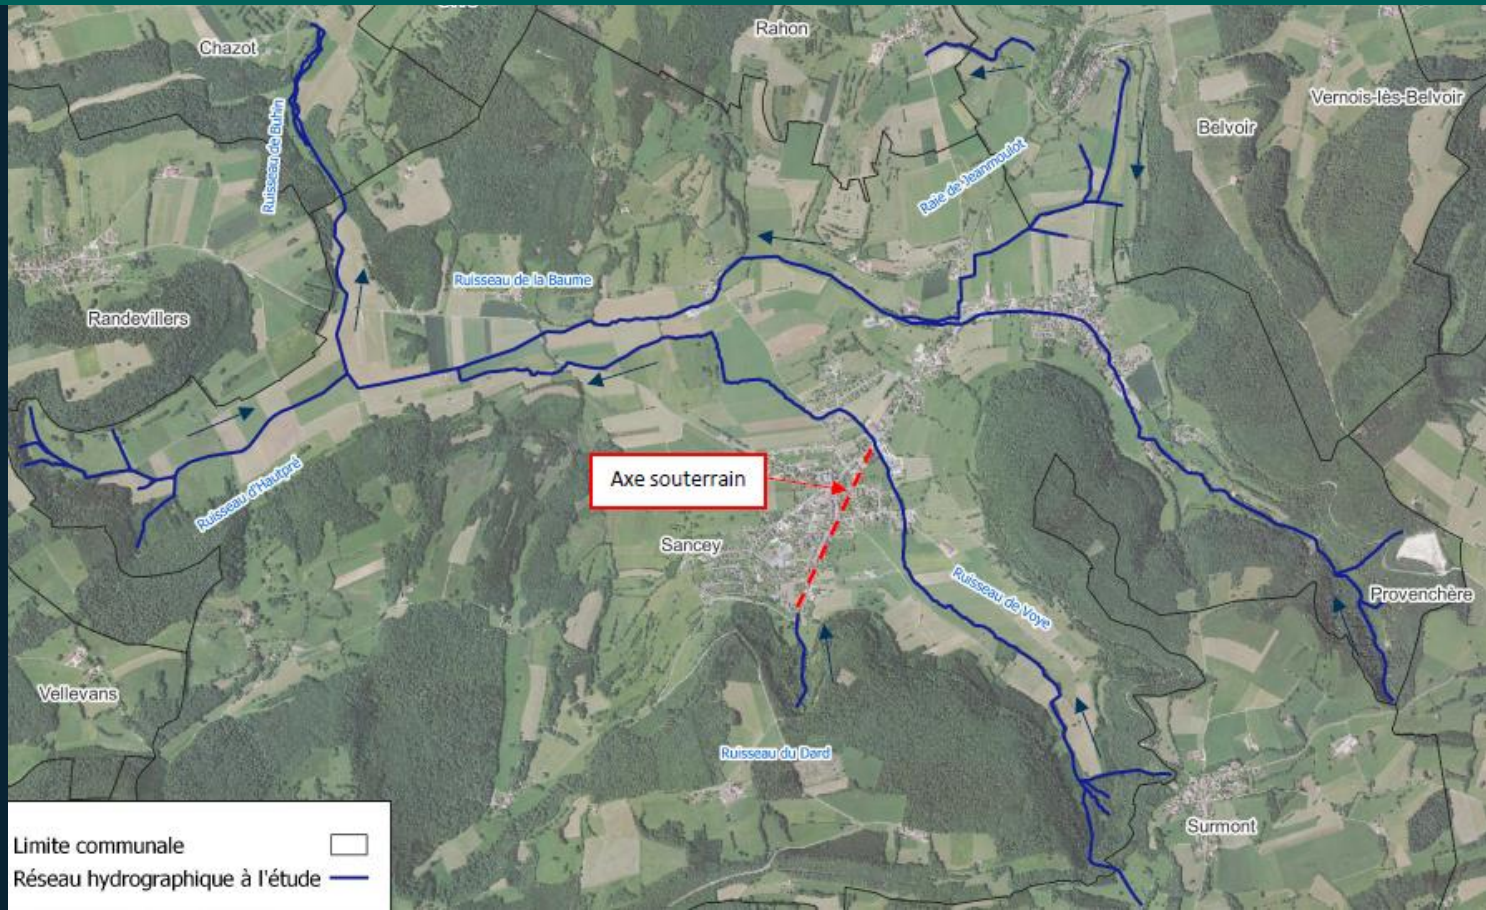 Rahon
Chazot
Vernois-lès-Belvoir
Belvoir
Ruisseau de Buhin
Raie de Jeanmoulot
Ruisseau de la Baume
Randevillers
Axe souterrain
Ruisseau d'Hautpré
Sancey
Ruisseau de Voye
Provenchère
Vellevans
Ruisseau du Dard
Surmont
Limite communale
Réseau hydrographique à l'étude